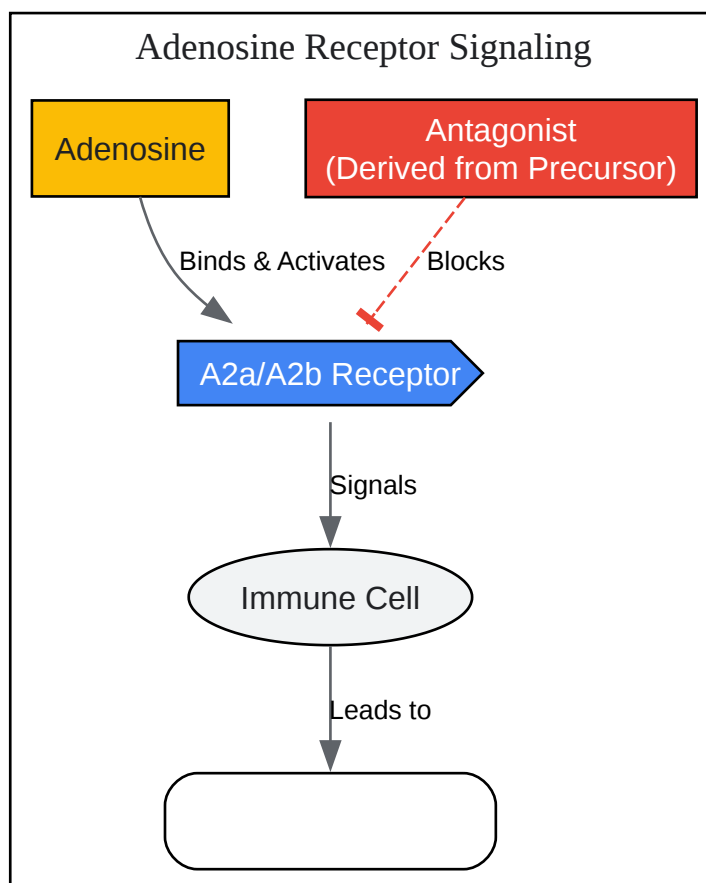 Adenosine Receptor Signaling
Adenosine
Antagonist
(Derived from Precursor)
Binds & Activates
Blocks
A2a/A2b Receptor
Signals
Immune Cell
Leads to